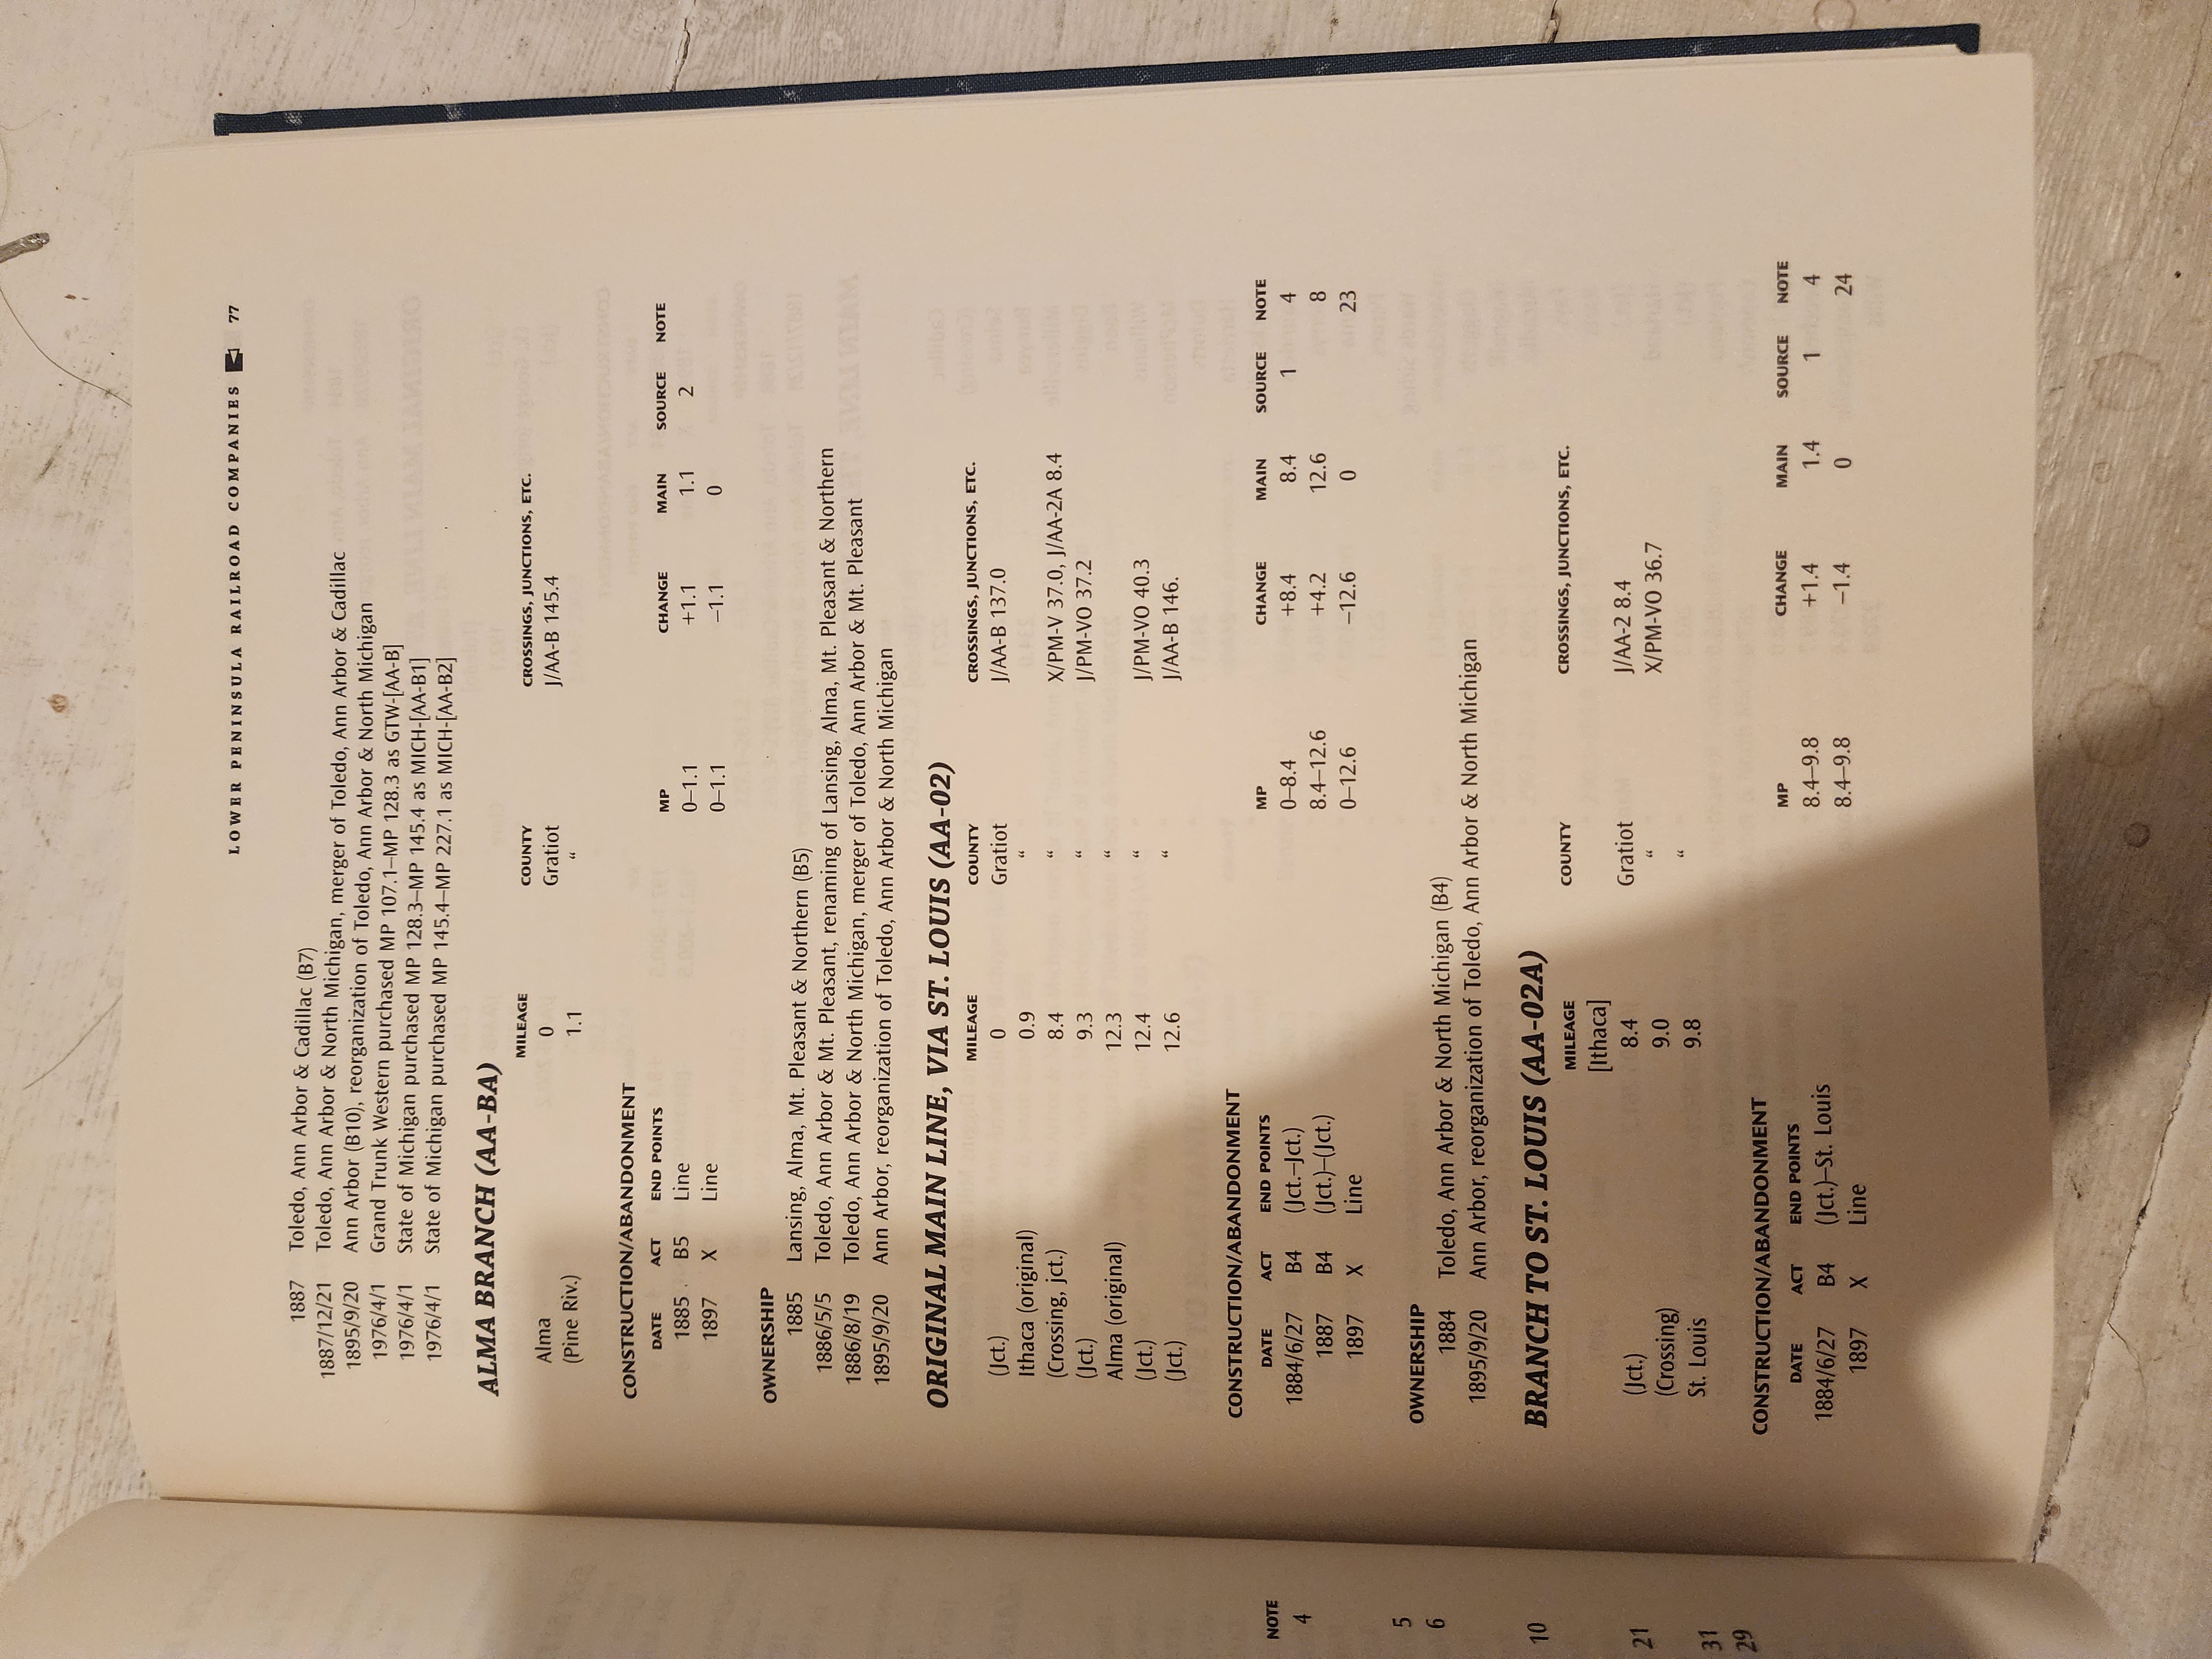 LOWER PENINSULA RAILROAD COMPANIES 77
1887 Toledo, Ann Arbor & Cadillac (B7)
1887/12/21 Toledo, Ann Arbor & North Michigan, merger of Toledo, Ann Arbor & Cadillac
1895/9/20 Ann Arbor (B10), reorganization of Toledo, Ann Arbor & North Michigan
1976/4/1 Grand Trunk Western purchased MP 107.1–MP 128.3 as GTW-[AA-B]
1976/4/1 State of Michigan purchased MP 128.3–MP 145.4 as MICH-[AA-B1]
1976/4/1 State of Michigan purchased MP 145.4–MP 227.1 as MICH-[AA-B2]
ALMA BRANCH (AA-BA)
MILEAGE COUNTY CROSSINGS, JUNCTIONS, ETC.
Alma 0 Gratiot J/AA-B 145.4
(Pine Riv.) 1.1 "
CONSTRUCTION/ABANDONMENT
DATE ACT END POINTS MP CHANGE MAIN SOURCE NOTE
1885 B5 Line 0–1.1 +1.1 1.1 2
1897 X Line 0–1.1 –1.1 0
OWNERSHIP
1885 Lansing, Alma, Mt. Pleasant & Northern (B5)
1886/5/5 Toledo, Ann Arbor & Mt. Pleasant, renaming of Lansing, Alma, Mt. Pleasant & Northern
1886/8/19 Toledo, Ann Arbor & North Michigan, merger of Toledo, Ann Arbor & Mt. Pleasant
1895/9/20 Ann Arbor, reorganization of Toledo, Ann Arbor & North Michigan
ORIGINAL MAIN LINE, VIA ST. LOUIS (AA-02)
MILEAGE COUNTY CROSSINGS, JUNCTIONS, ETC.
(Jct.) 0 Gratiot J/AA-B 137.0
Ithaca (original) 0.9 "
(Crossing, jct.) 8.4 " X/PM-V 37.0, J/AA-2A 8.4
(Jct.) 9.3 " J/PM-VO 37.2
Alma (original) 12.3 "
(Jct.) 12.4 " J/PM-VO 40.3
(Jct.) 12.6 " J/AA-B 146.
CONSTRUCTION/ABANDONMENT
DATE ACT END POINTS MP CHANGE MAIN SOURCE NOTE
1884/6/27 B4 (Jct.–Jct.) 0–8.4 +8.4 8.4 1 4
1887 B4 (Jct.)–(Jct.) 8.4–12.6 +4.2 12.6 8
1897 X Line 0–12.6 –12.6 0 23
OWNERSHIP
1884 Toledo, Ann Arbor & North Michigan (B4)
1895/9/20 Ann Arbor, reorganization of Toledo, Ann Arbor & North Michigan
BRANCH TO ST. LOUIS (AA-02A)
MILEAGE COUNTY CROSSINGS, JUNCTIONS, ETC.
[Ithaca]
(Jct.) 8.4 Gratiot J/AA-2 8.4
(Crossing) 9.0 " X/PM-VO 36.7
St. Louis 9.8 "
CONSTRUCTION/ABANDONMENT
DATE ACT END POINTS MP CHANGE MAIN SOURCE NOTE
1884/6/27 B4 (Jct.)–St. Louis 8.4–9.8 +1.4 1.4 1 4
1897 X Line 8.4–9.8 –1.4 0 24
NOTE
4
5
6
10
21
31
29